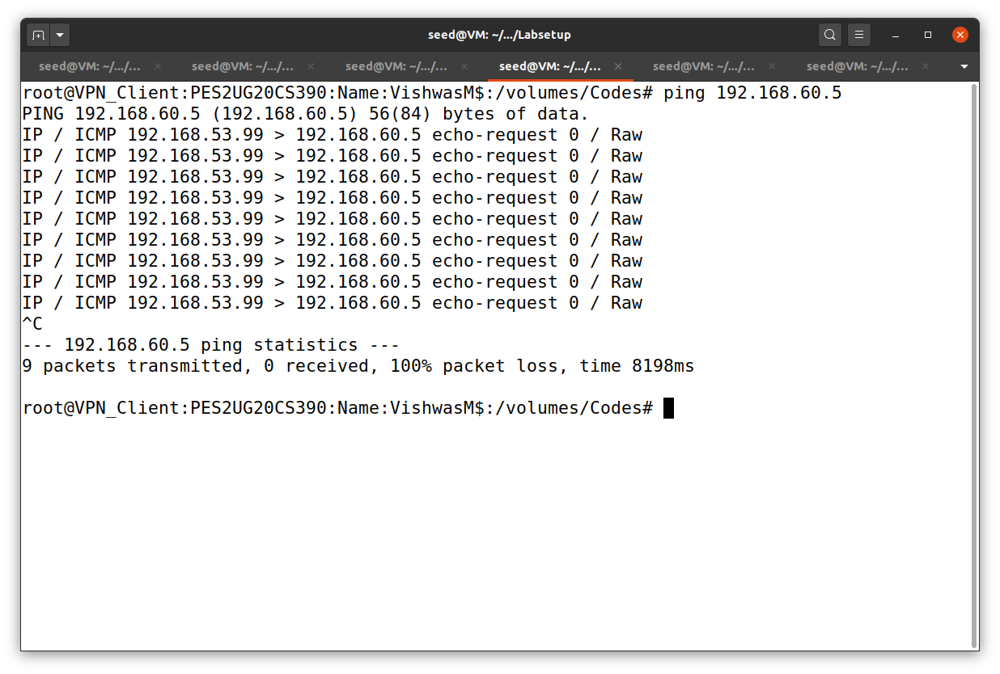 seed@VM: ~/.../Labsetup
seed@VM: ~/.../... seed@VM: ~/.../... seed@VM: ~/.../... seed@VM: ~/.../... seed@VM: ~/.../... seed@VM: ~/.../...
root@VPN_Client:PES2UG20CS390:Name:VishwasM$:/volumes/Codes# ping 192.168.60.5
PING 192.168.60.5 (192.168.60.5) 56(84) bytes of data.
IP / ICMP 192.168.53.99 > 192.168.60.5 echo-request 0 / Raw
IP / ICMP 192.168.53.99 > 192.168.60.5 echo-request 0 / Raw
IP / ICMP 192.168.53.99 > 192.168.60.5 echo-request 0 / Raw
IP / ICMP 192.168.53.99 > 192.168.60.5 echo-request 0 / Raw
IP / ICMP 192.168.53.99 > 192.168.60.5 echo-request 0 / Raw
IP / ICMP 192.168.53.99 > 192.168.60.5 echo-request 0 / Raw
IP / ICMP 192.168.53.99 > 192.168.60.5 echo-request 0 / Raw
IP / ICMP 192.168.53.99 > 192.168.60.5 echo-request 0 / Raw
IP / ICMP 192.168.53.99 > 192.168.60.5 echo-request 0 / Raw
^C
--- 192.168.60.5 ping statistics ---
9 packets transmitted, 0 received, 100% packet loss, time 8198ms
root@VPN_Client:PES2UG20CS390:Name:VishwasM$:/volumes/Codes#